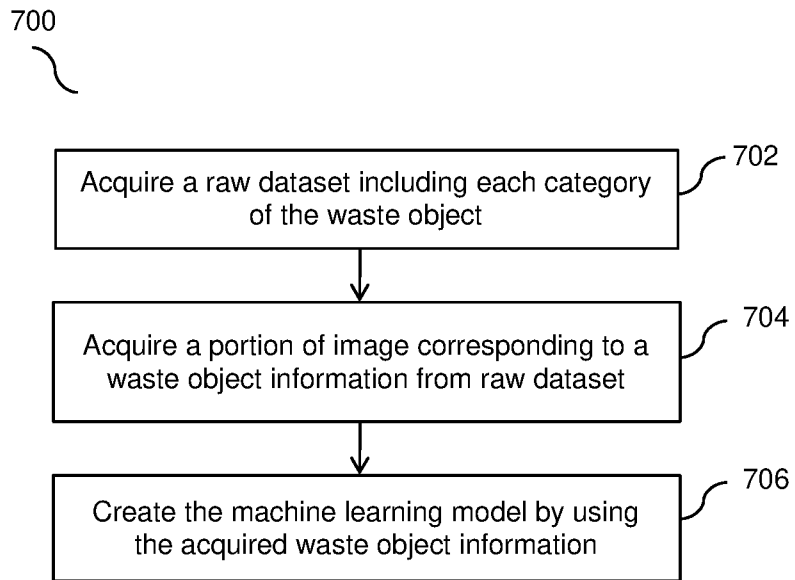 700
702
Acquire a raw dataset including each category
of the waste object
704
Acquire a portion of image corresponding to a
waste object information from raw dataset
706
Create the machine learning model by using
the acquired waste object information